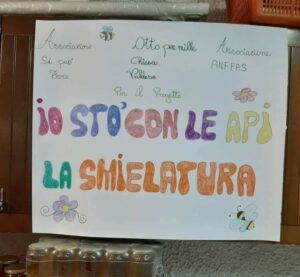 Associazione Otto per mille Associazione
Si può Chiesa ANFFAS
Fare Valdese
Per il Progetto
io STO' CON LE API
LA SMIELATURA